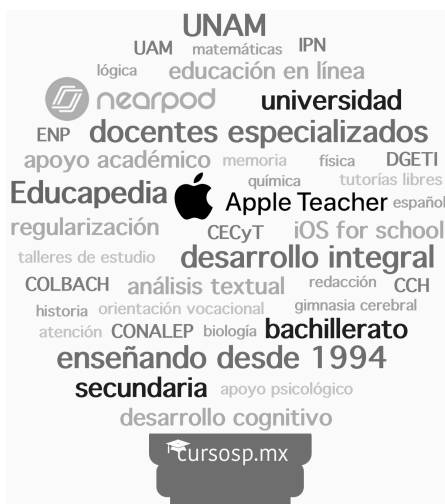 UNAM
UAM matemáticas IPN
lógica educación en línea
nearpod universidad
ENP docentes especializados
apoyo académico memoria física DGETI
química tutorías libres
Educapedia Apple Teacher español
regularización CECyT iOS for school
talleres de estudio desarrollo integral
COLBACH análisis textual redacción CCH
historia orientación vocacional gimnasia cerebral
atención CONALEP biología bachillerato
enseñando desde 1994
secundaria apoyo psicológico
desarrollo cognitivo
cursosp.mx